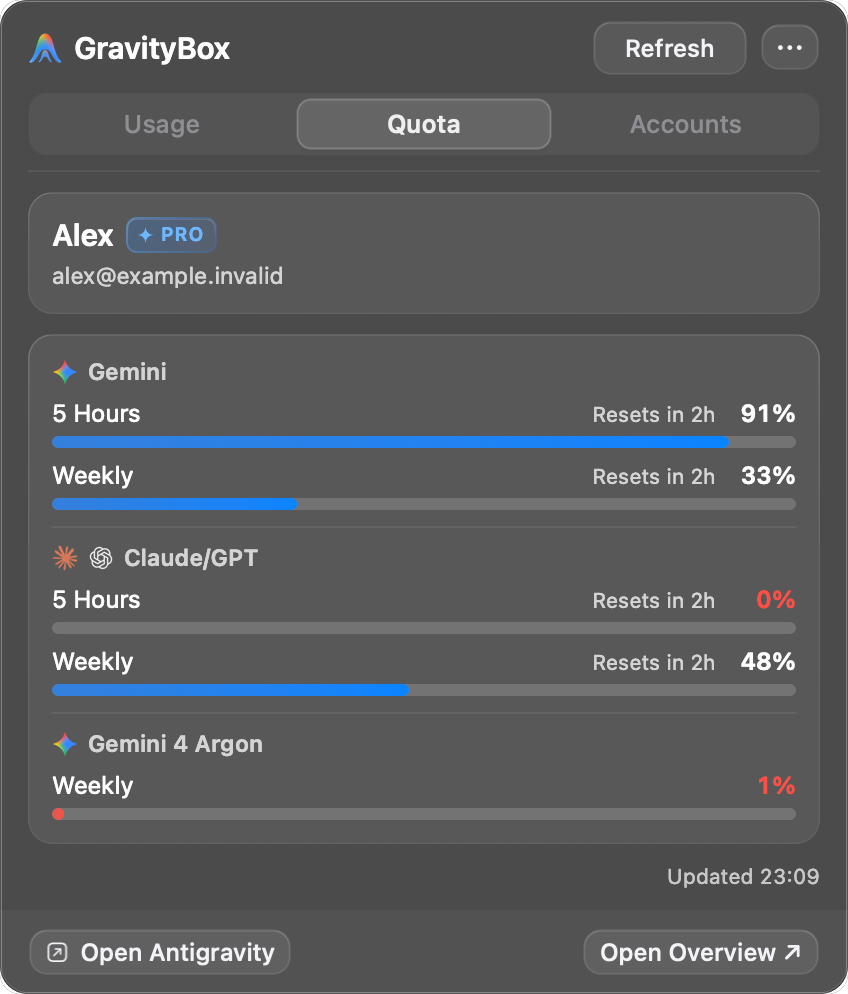 GravityBox
Refresh
Usage
Quota
Accounts
Alex
PRO
alex@example.invalid
Gemini
5 Hours
Resets in 2h
91%
Weekly
Resets in 2h
33%
Claude/GPT
5 Hours
Resets in 2h
0%
Weekly
Resets in 2h
48%
Gemini 4 Argon
Weekly
1%
Updated 23:09
Open Antigravity
Open Overview